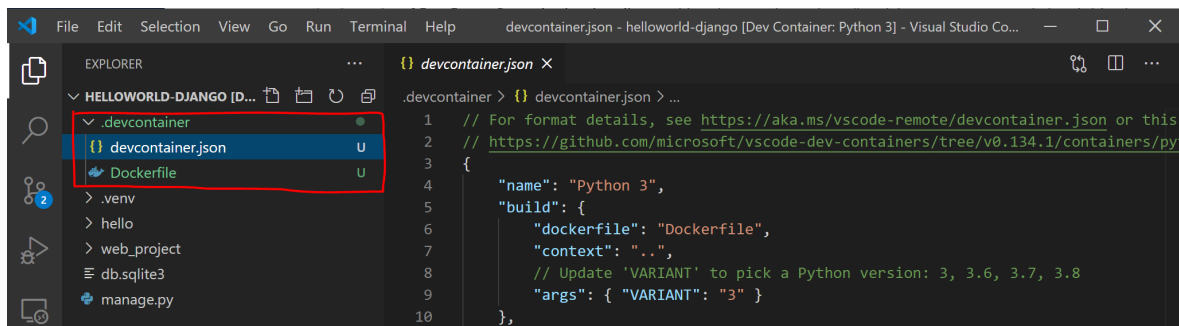 File Edit Selection View Go Run Terminal Help devcontainer.json - helloworld-django [Dev Container: Python 3] - Visual Studio Co...
EXPLORER ...
HELLOWORLD-DJANGO [D...
.devcontainer
{} devcontainer.json U
Dockerfile U
.venv
hello
web_project
db.sqlite3
manage.py
2
{} devcontainer.json
.devcontainer > {} devcontainer.json > ...
1 // For format details, see https://aka.ms/vscode-remote/devcontainer.json or this
2 // https://github.com/microsoft/vscode-dev-containers/tree/v0.134.1/containers/py
3 {
4 "name": "Python 3",
5 "build": {
6 "dockerfile": "Dockerfile",
7 "context": "..",
8 // Update 'VARIANT' to pick a Python version: 3, 3.6, 3.7, 3.8
9 "args": { "VARIANT": "3" }
10 },